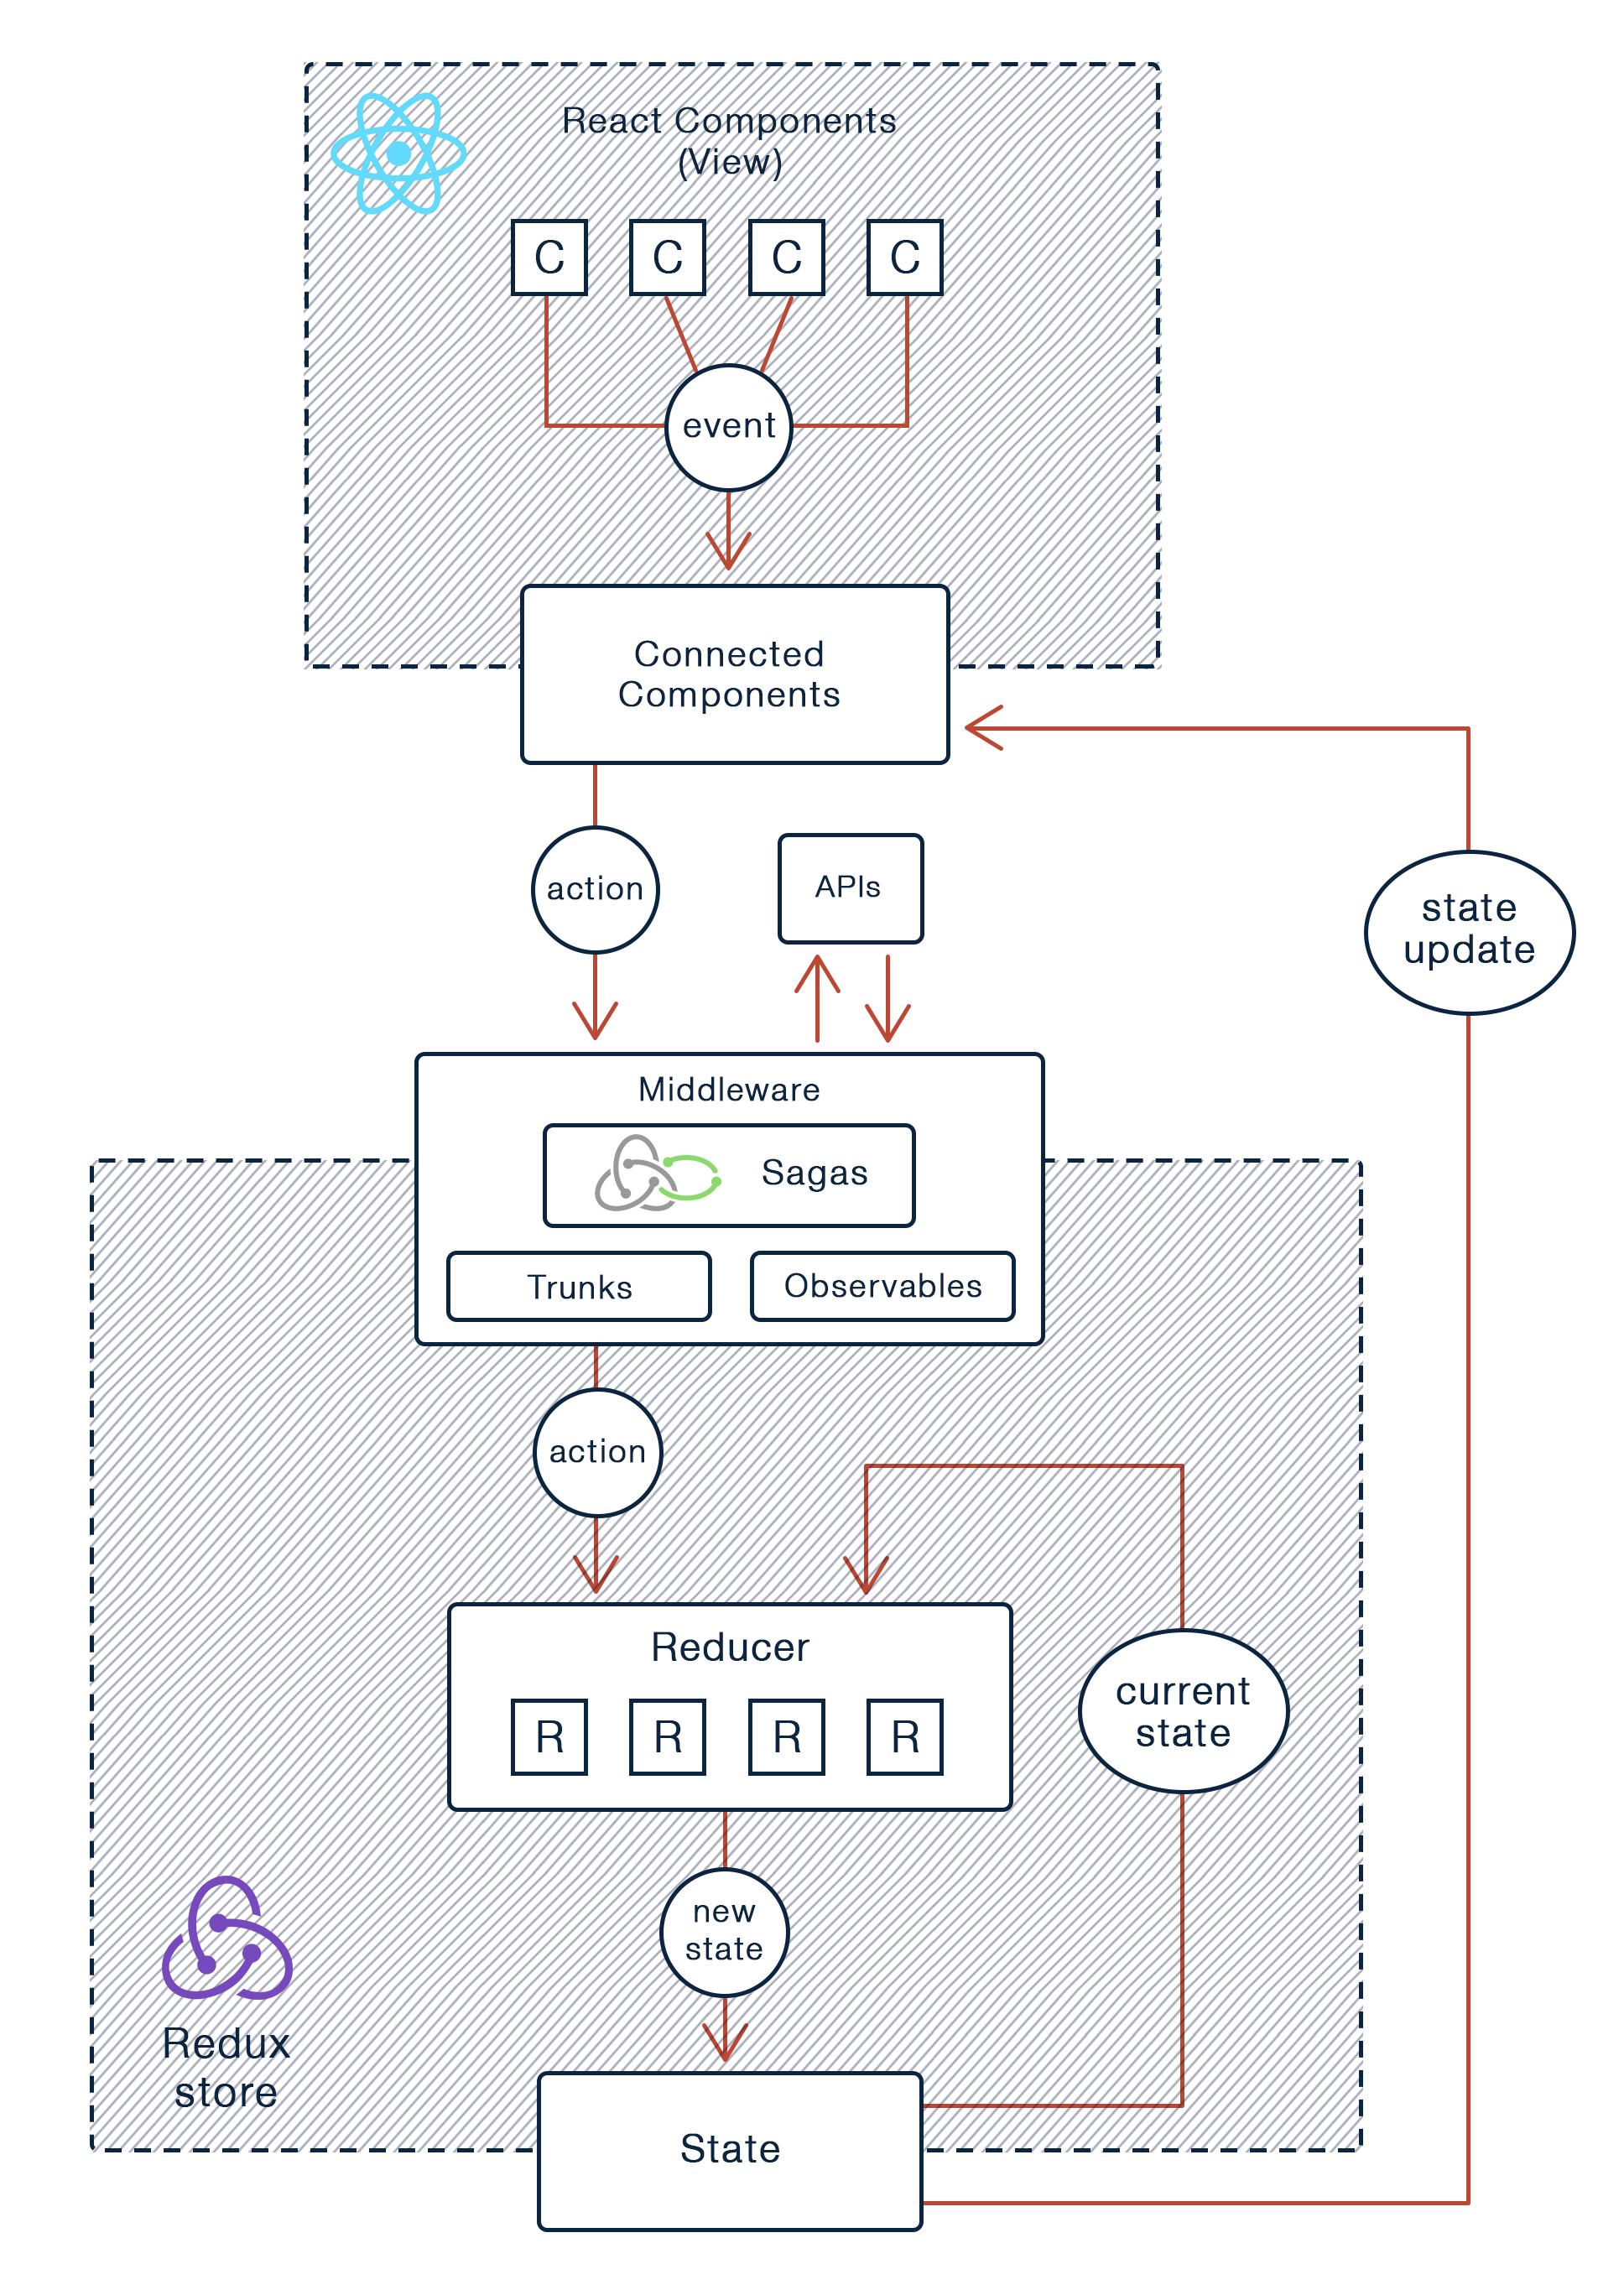 React Components
(View)
C C C C
event
Connected
Components
action
APIs
state
update
Middleware
Sagas
Trunks
Observables
action
Reducer
R R R R
current
state
new
state
Redux
store
State